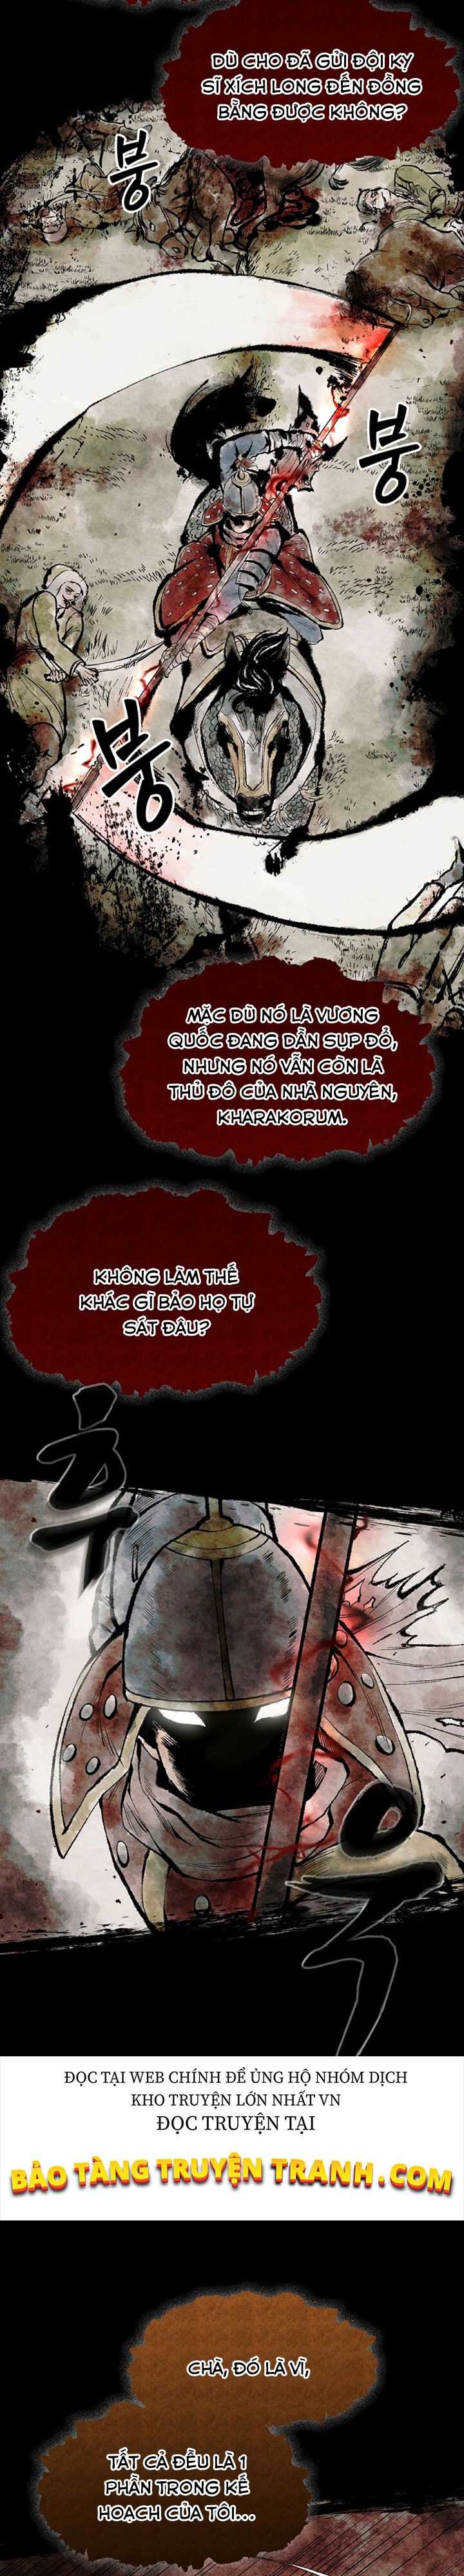 DÙ CHO ĐÃ GỬI ĐỘI KỴ
SĨ XÍCH LONG ĐẾN ĐỒNG
BẰNG ĐƯỢC KHÔNG?
붕
붕
붕
MẶC DÙ NÓ LÀ VƯƠNG
QUỐC ĐANG DẦN SỤP ĐỔ,
NHƯNG NÓ VẪN CÒN LÀ
THỦ ĐÔ CỦA NHÀ NGUYÊN,
KHARAKORUM.
KHÔNG LÀM THẾ
KHÁC GÌ BẢO HỌ TỰ
SÁT ĐÂU?
후
우
ĐỌC TẠI WEB CHÍNH ĐỂ ỦNG HỘ NHÓM DỊCH
KHO TRUYỆN LỚN NHẤT VN
ĐỌC TRUYỆN TẠI
BẢO TÀNG TRUYỆN TRANH.COM
CHÀ, ĐÓ LÀ VÌ,
TẤT CẢ ĐỀU LÀ 1
PHẦN TRONG KẾ
HOẠCH CỦA TÔI...